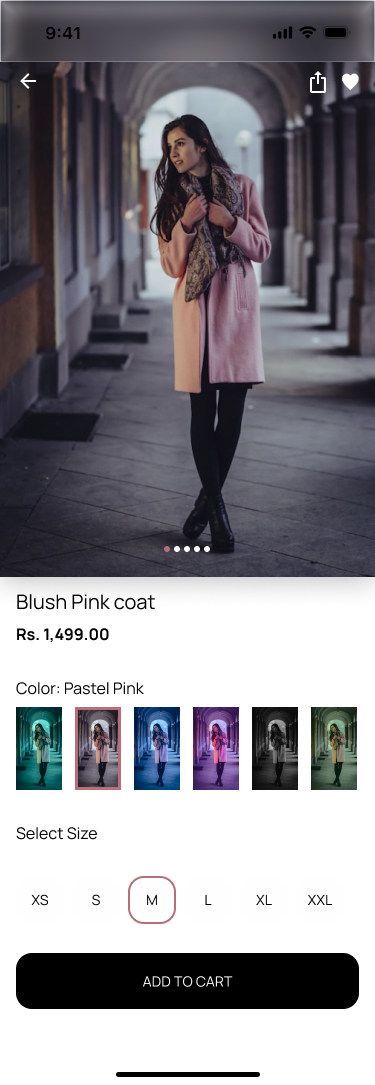 9:41
Blush Pink coat
Rs. 1,499.00
Color: Pastel Pink
Select Size
XS S M L XL XXL
ADD TO CART